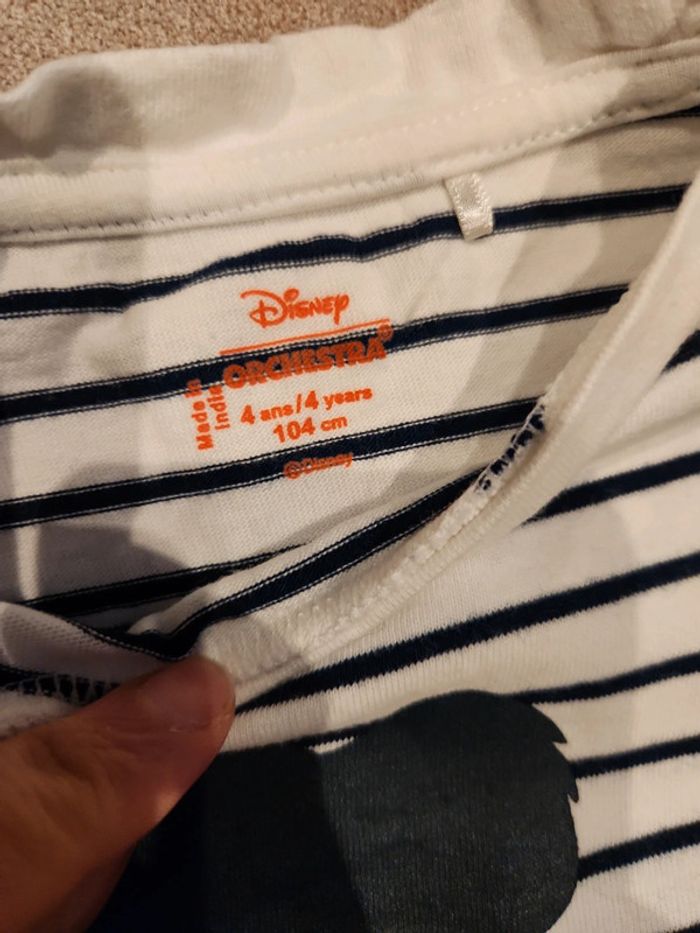 Disney
ORCHESTRA®
Made in
India
4 ans/4 years
104 cm
©Disney